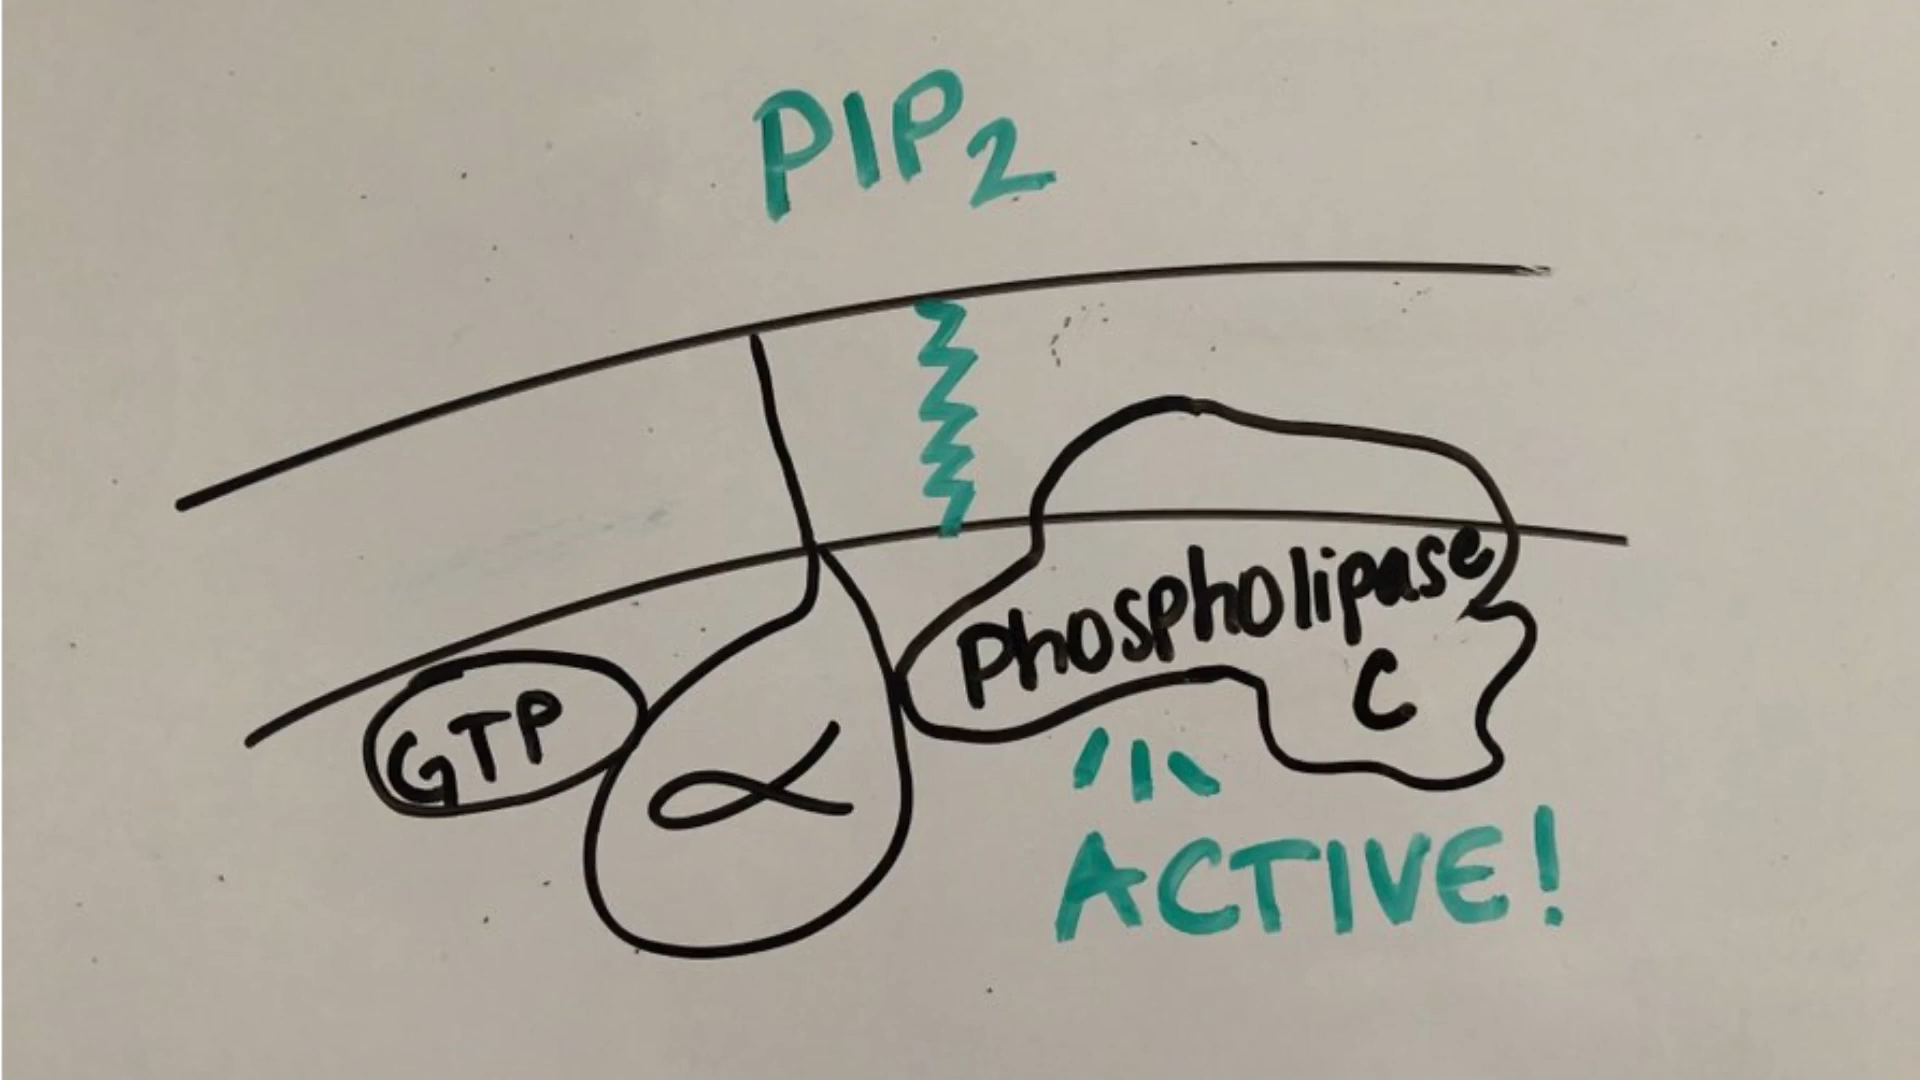 PIP₂
Phospholipase
C
GTP
α
ACTIVE!